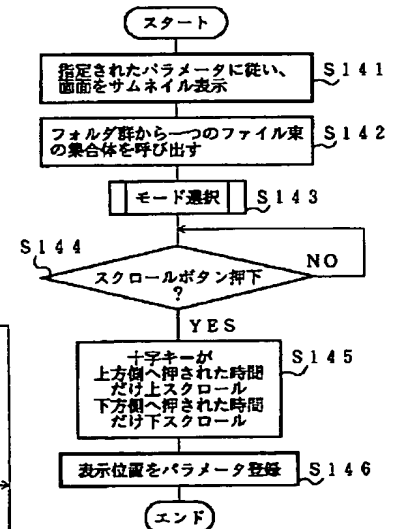 スタート
指定されたパラメータに従い、
画面をサムネイル表示
S141
フォルダ群から一つのファイル束
の集合体を呼び出す
S142
モード選択
S143
S144
スクロールボタン押下
?
NO
YES
十字キーが
上方側へ押された時間
だけ上スクロール
下方側へ押された時間
だけ下スクロール
S145
表示位置をパラメータ登録
S146
エンド